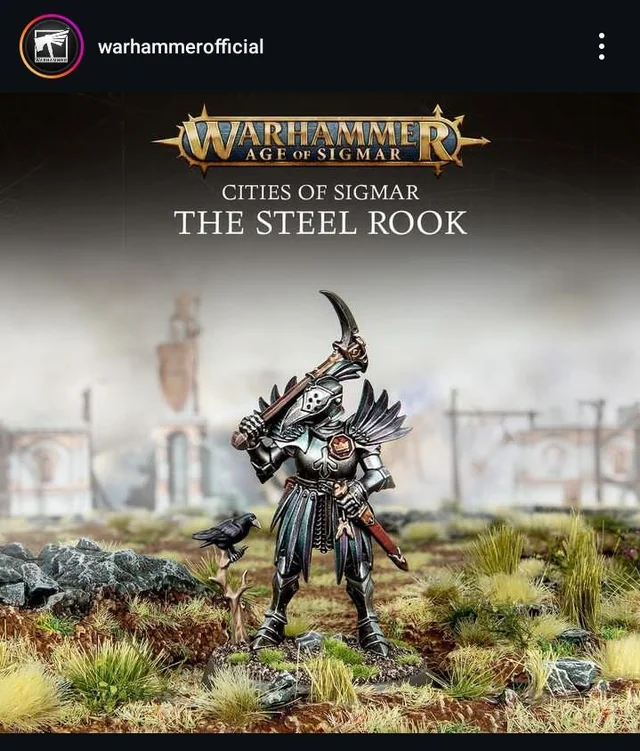 warhammerofficial
WARHAMMER
AGE OF SIGMAR
CITIES OF SIGMAR
THE STEEL ROOK